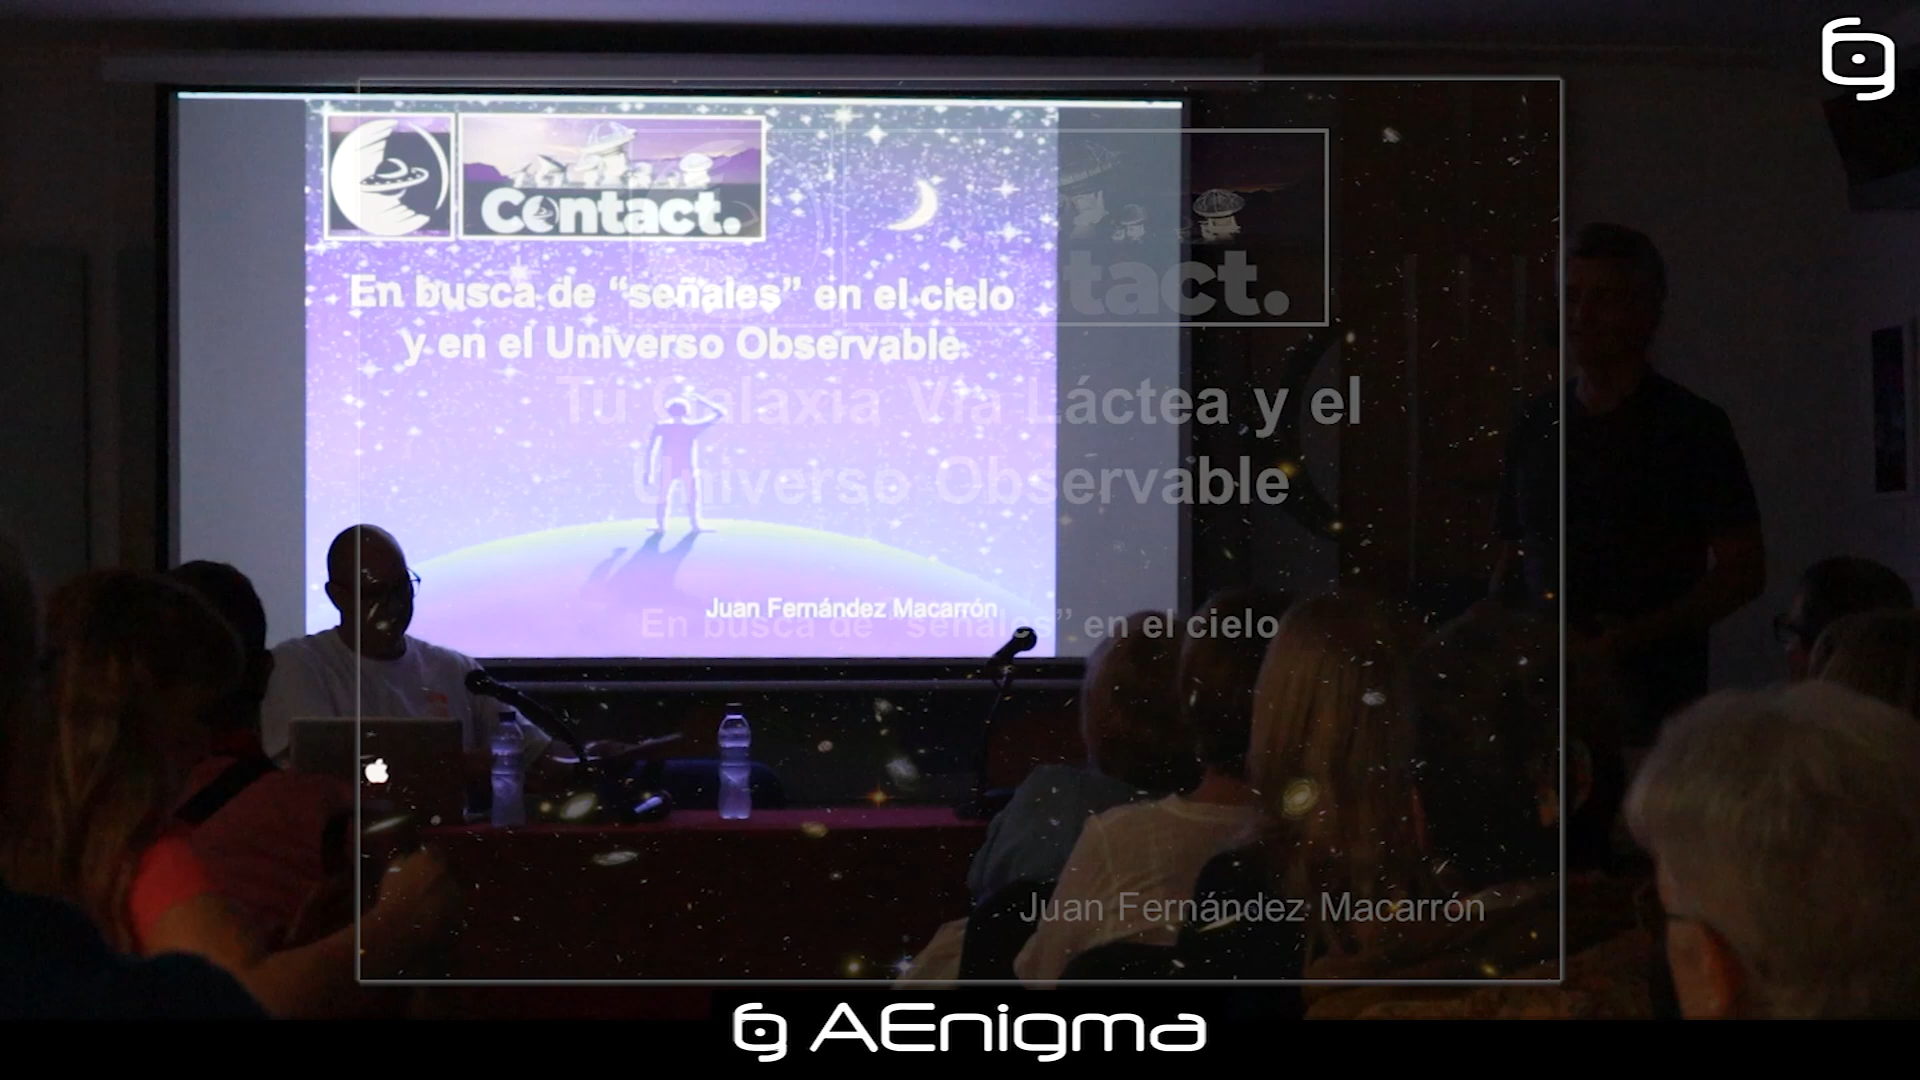 Contact.
En busca de “señales” en el cielo
y en el Universo Observable
Juan Fernández Macarrón
tact.
Tu Galaxia Vía Láctea y el
Universo Observable
En busca de “señales” en el cielo
Juan Fernández Macarrón
AEnigma